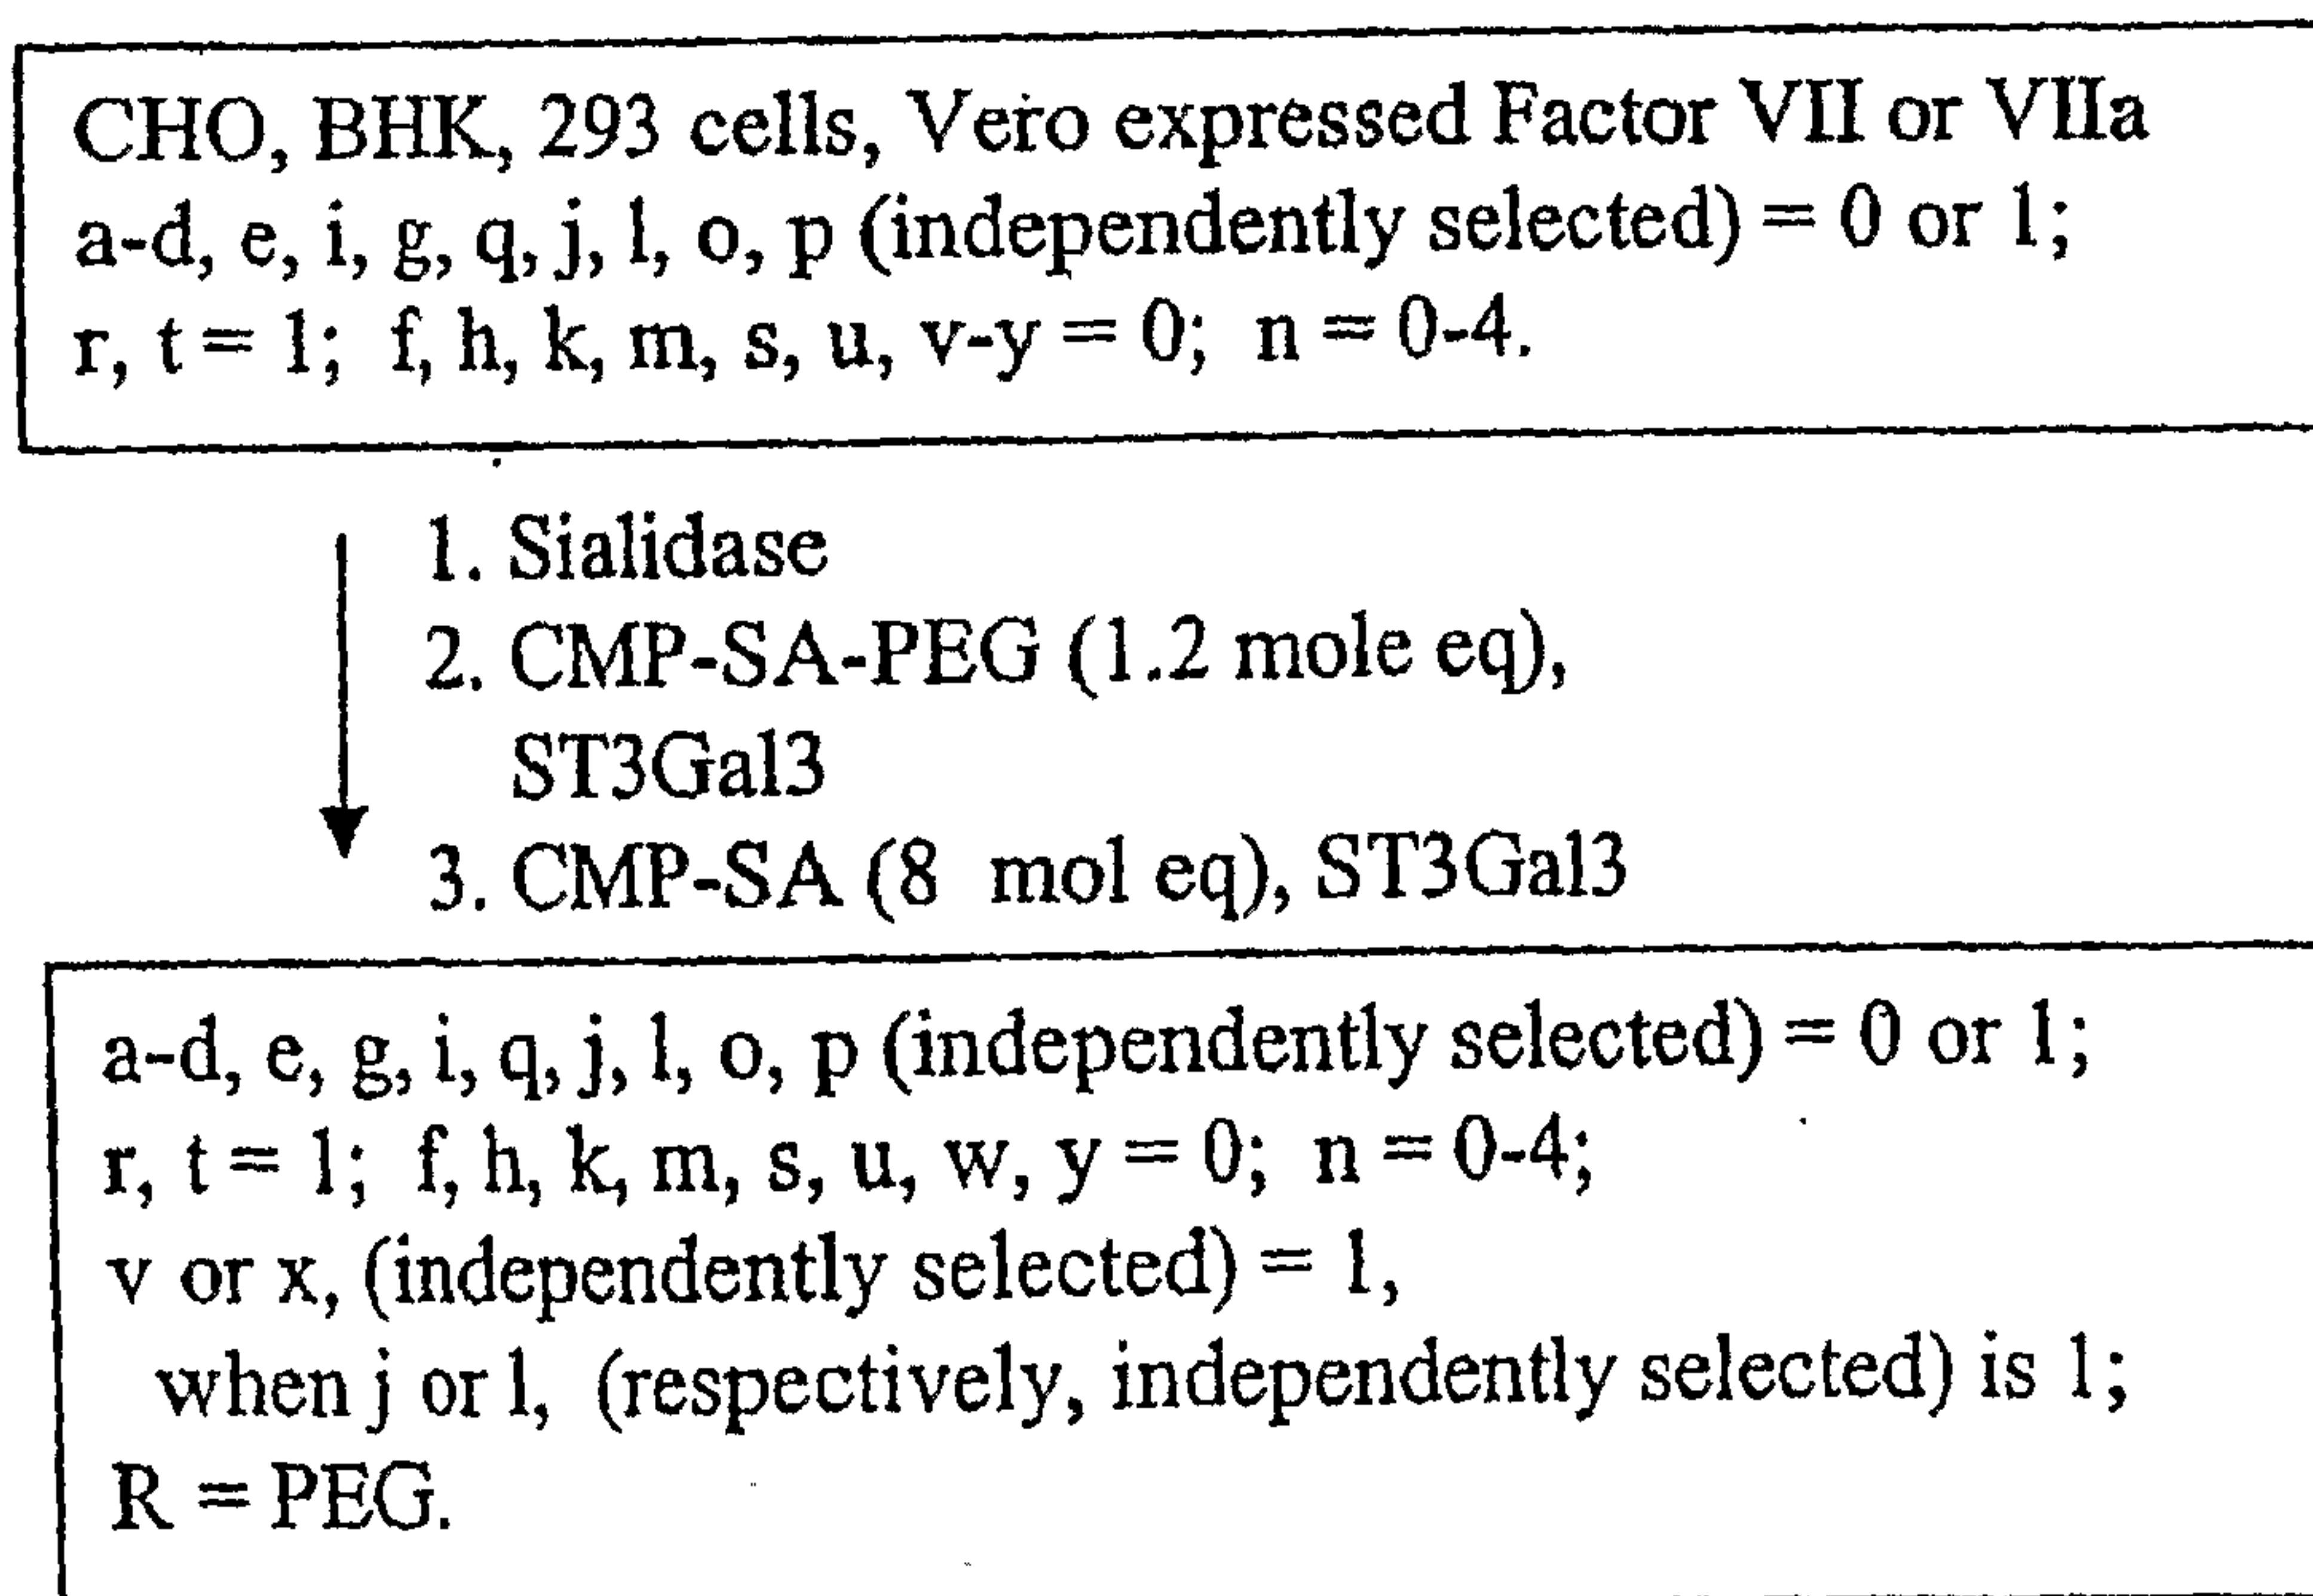 CHO, BHK, 293 cells, Vero expressed Factor VII or VIIa
a-d, e, i, g, q, j, l, o, p (independently selected) = 0 or 1;
r, t = 1; f, h, k, m, s, u, v-y = 0; n = 0-4.
1. Sialidase
2. CMP-SA-PEG (1.2 mole eq),
ST3Gal3
3. CMP-SA (8 mol eq), ST3Gal3
a-d, e, g, i, q, j, l, o, p (independently selected) = 0 or 1;
r, t = 1; f, h, k, m, s, u, w, y = 0; n = 0-4;
v or x, (independently selected) = 1,
when j or l, (respectively, independently selected) is 1;
R = PEG.